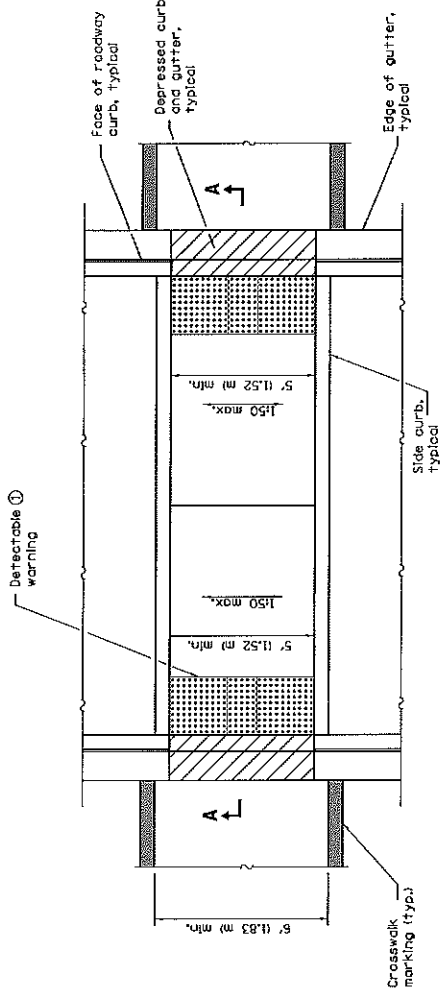 Face of roadway
curb, typical
Depressed curb
and gutter,
typical
Detectable ①
warning
A
A
5' (1.52 m) min.
1:50 max.
1:50 max.
5' (1.52 m) min.
6' (1.83 m) min.
Crosswalk
marking (typ.)
Side curb,
typical
Edge of gutter,
typical